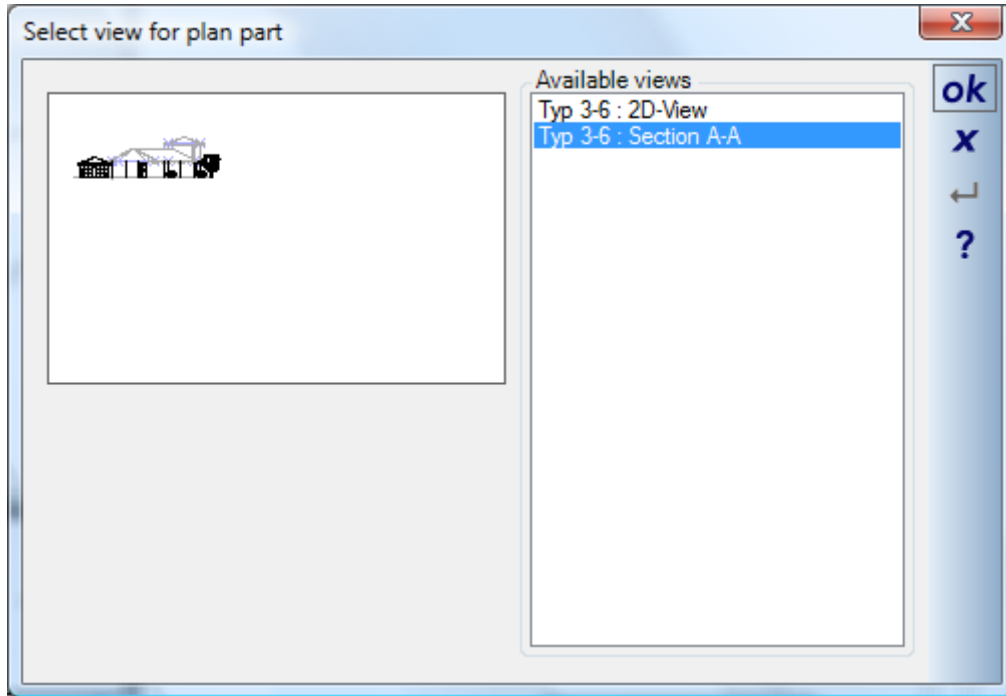 Select view for plan part
Available views
Typ 3-6 : 2D-View
Typ 3-6 : Section A-A
ok
x
?